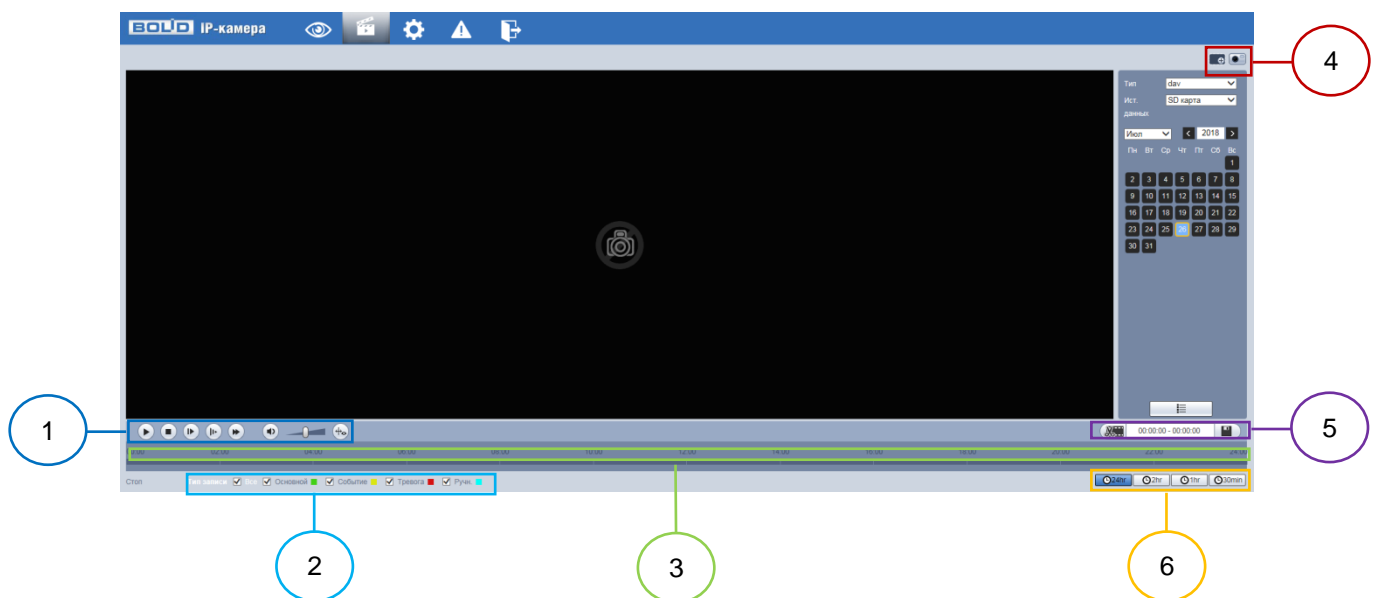 BOLID IP-камера
4
Тип dav
Ист. данных SD карта
Июл 2018
Пн Вт Ср Чт Пт Сб Вс
1
2 3 4 5 6 7 8
9 10 11 12 13 14 15
16 17 18 19 20 21 22
23 24 25 26 27 28 29
30 31
1
00:00:00 - 00:00:00
5
02:00 04:00 06:00 08:00 10:00 12:00 14:00 16:00 18:00 20:00 22:00 24:00
Стоп Тип записи Все Основной Событие Тревога Ручн.
24hr 2hr 1hr 30min
2
3
6